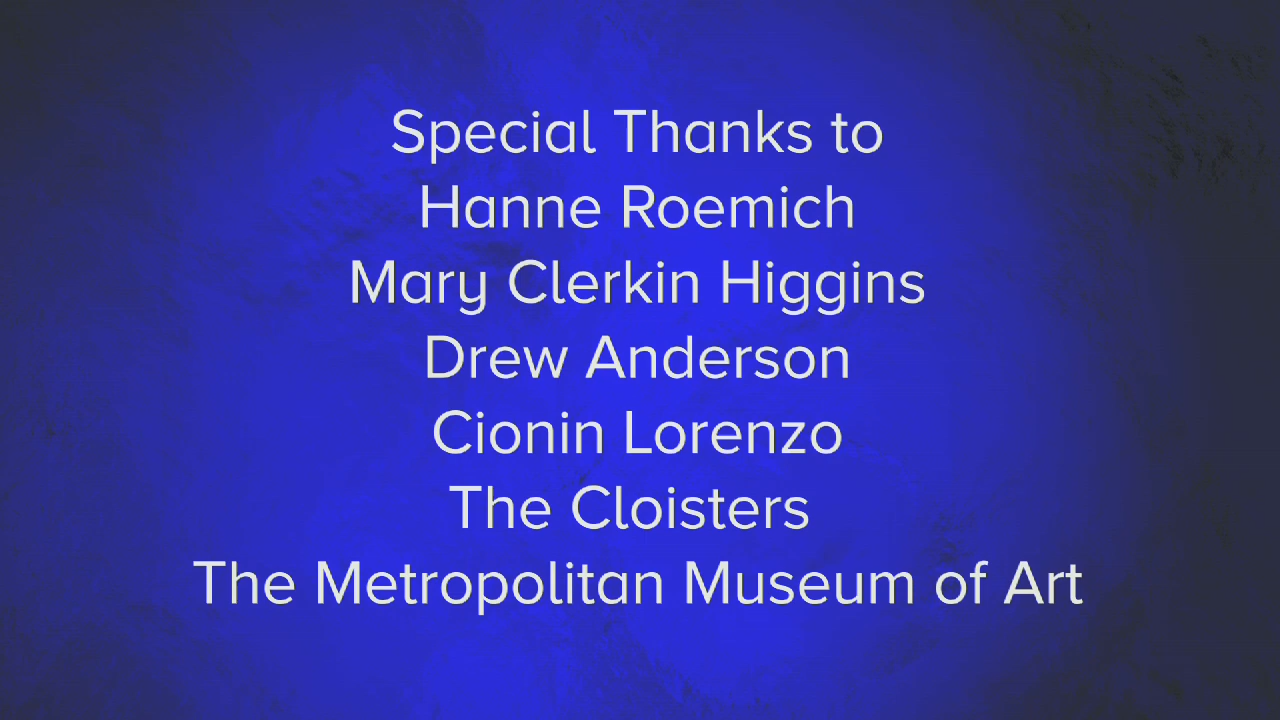 Special Thanks to
Hanne Roemich
Mary Clerkin Higgins
Drew Anderson
Cionin Lorenzo
The Cloisters
The Metropolitan Museum of Art